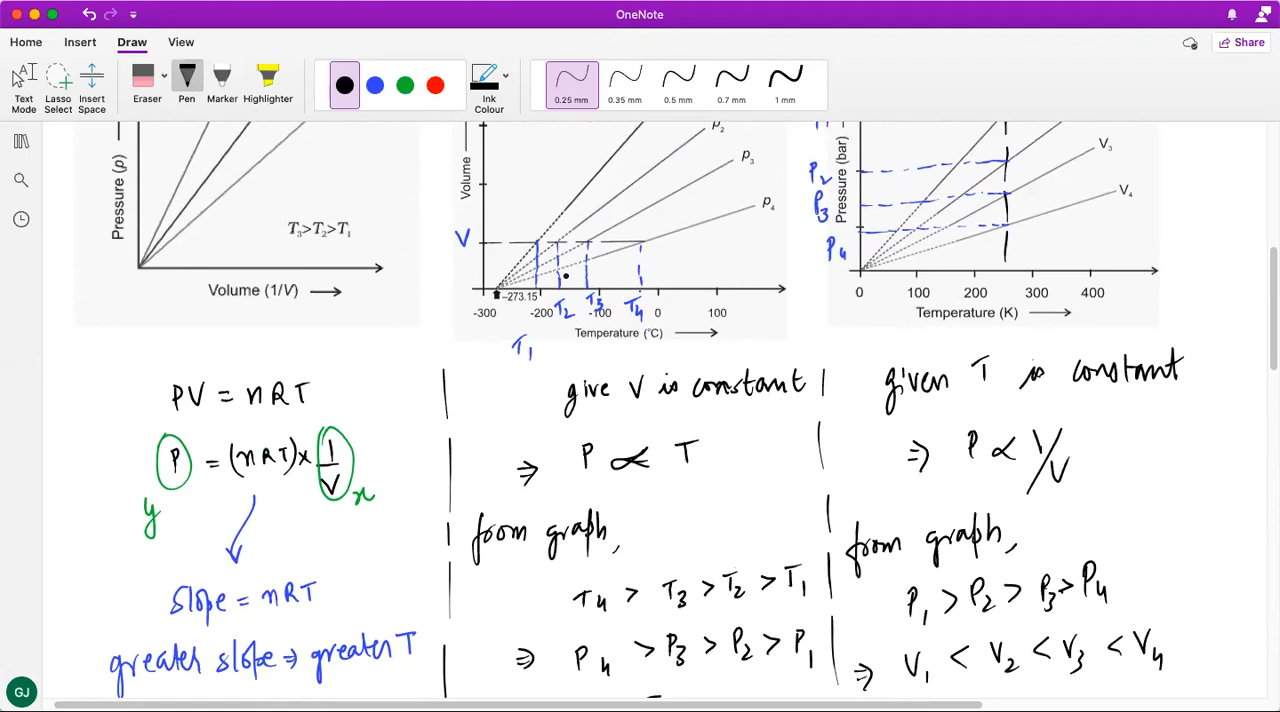 OneNote
Home Insert Draw View
Share
Text Mode
Lasso Select
Insert Space
Eraser
Pen
Marker
Highlighter
Ink Colour
0.25 mm
0.35 mm
0.5 mm
0.7 mm
1 mm
Pressure (p)
T3>T2>T1
Volume (1/V)
Volume
p2
p3
p4
V
-273.15
-300 -200 -100 0 100
T1 T2 T3 T4
Temperature (°C)
Pressure (bar)
P2
P3
P4
V3
V4
0 100 200 300 400
Temperature (K)
PV = nRT
P = (nRT) x 1/V
y
x
slope = nRT
greater slope ⇒ greater T
give V is constant
⇒ P ∝ T
from graph,
T4 > T3 > T2 > T1
⇒ P4 > P3 > P2 > P1
given T is constant
⇒ P ∝ 1/V
from graph,
P1 > P2 > P3 > P4
⇒ V1 < V2 < V3 < V4
GJ